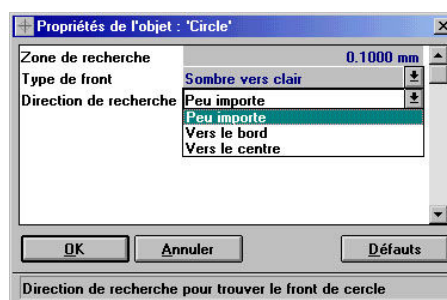 Propriétés de l'objet : 'Circle'
Zone de recherche 0.1000 mm
Type de front Sombre vers clair
Direction de recherche Peu importe
Peu importe
Vers le bord
Vers le centre
OK Annuler Défauts
Direction de recherche pour trouver le front de cercle